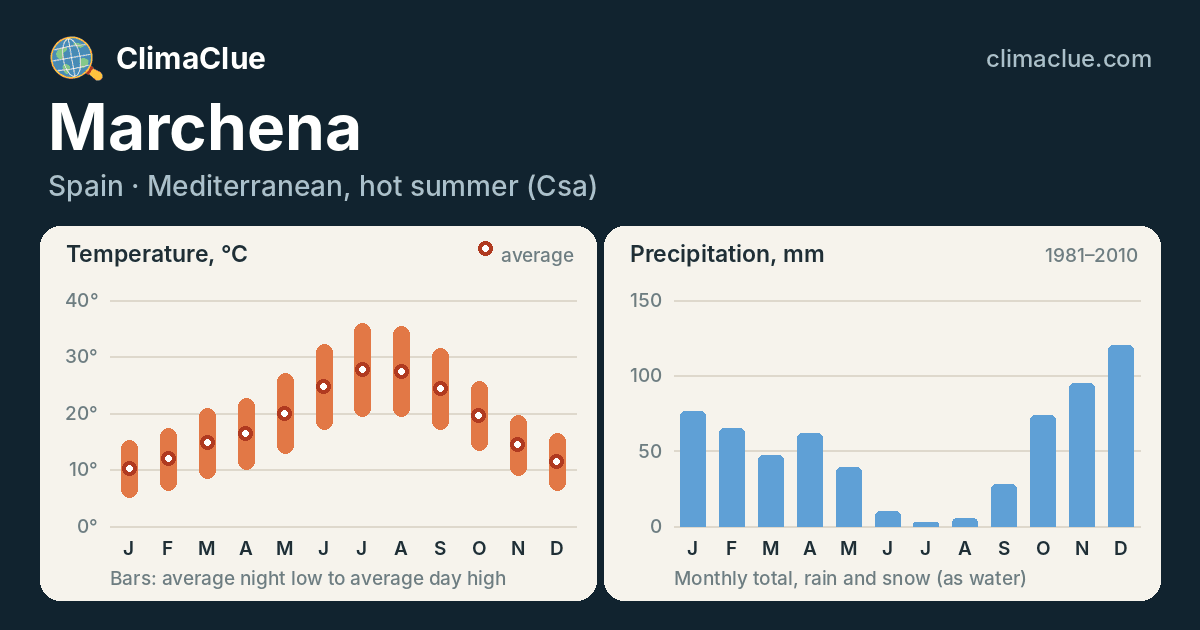 ClimaClue
climaclue.com
Marchena
Spain · Mediterranean, hot summer (Csa)
Temperature, °C
average
40°
30°
20°
10°
0°
J F M A M J J A S O N D
Bars: average night low to average day high
Precipitation, mm
1981–2010
150
100
50
0
J F M A M J J A S O N D
Monthly total, rain and snow (as water)